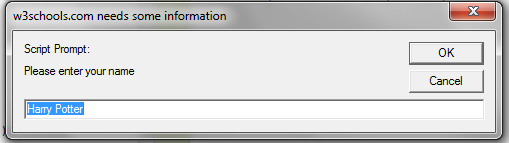 w3schools.com needs some information
Script Prompt:
OK
Please enter your name
Cancel
Harry Potter